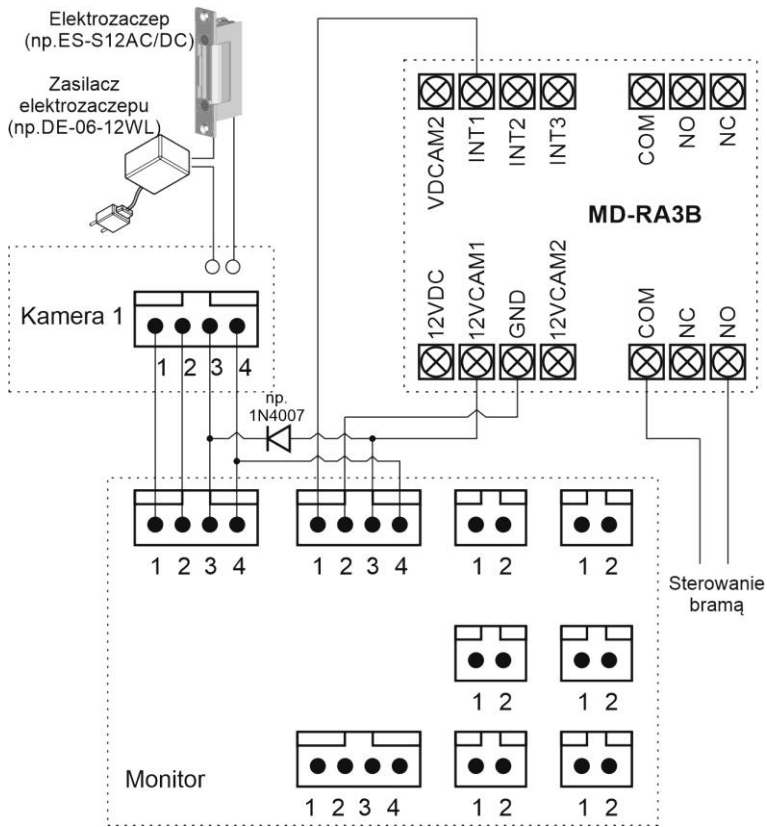 Elektrozaczep
(np.ES-S12AC/DC)
Zasilacz
elektrozaczepu
(np.DE-06-12WL)
VDCAM2
INT1
INT2
INT3
COM
NO
NC
MD-RA3B
12VDC
12VCAM1
GND
12VCAM2
COM
NC
NO
Kamera 1
1 2 3 4
np.
1N4007
1 2 3 4
1 2 3 4
1 2
1 2
Sterowanie
bramą
1 2
1 2
Monitor
1 2 3 4
1 2
1 2